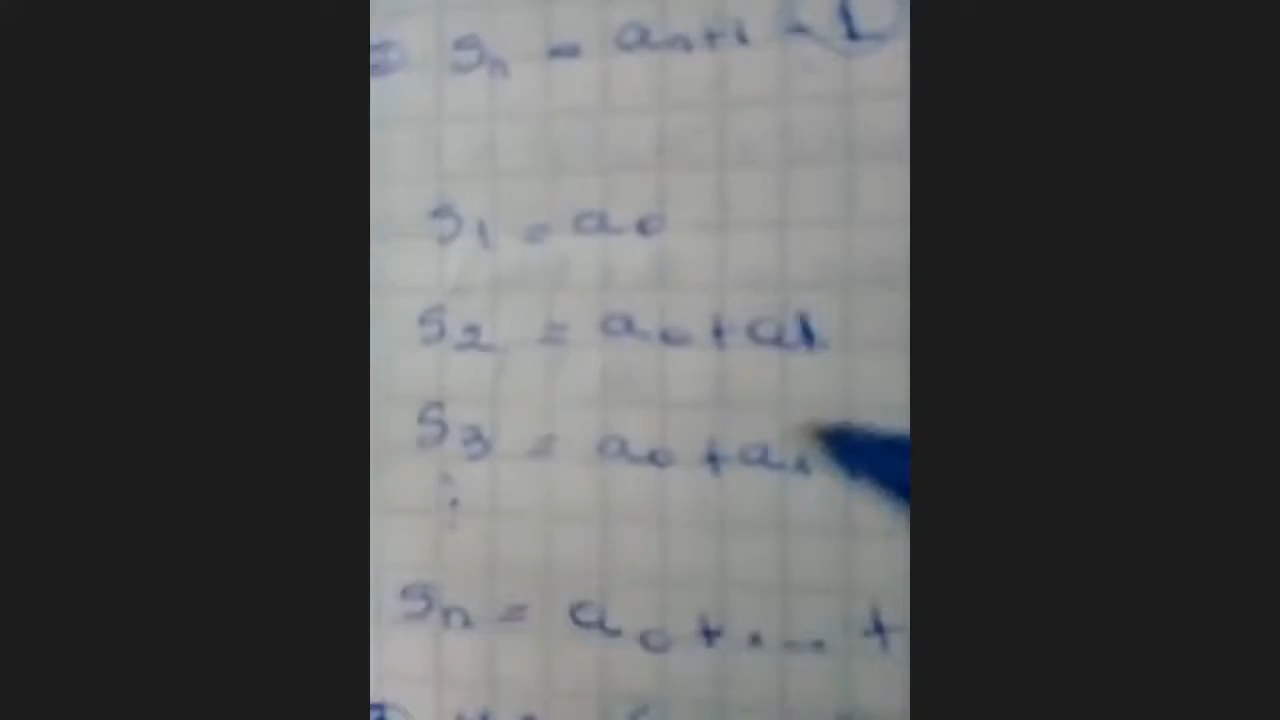 Sn = an+1 - 1
S1 = a0
S2 = a0 + a1
S3 = a0 + a1
⋮
Sn = a0 + ... +